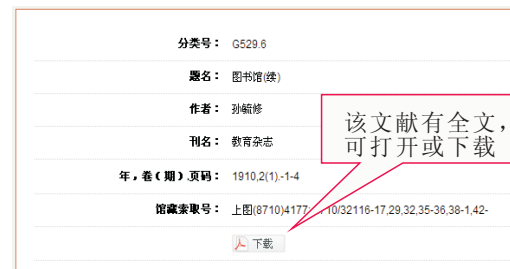 分类号： G529.6
题名： 图书馆(续)
作者： 孙毓修
刊名： 教育杂志
年，卷(期).页码： 1910,2(1).-1-4
馆藏索取号： 上图(8710)4177 10/32116-17,29,32,35-36,38-1,42-
下载
该文献有全文，
可打开或下载